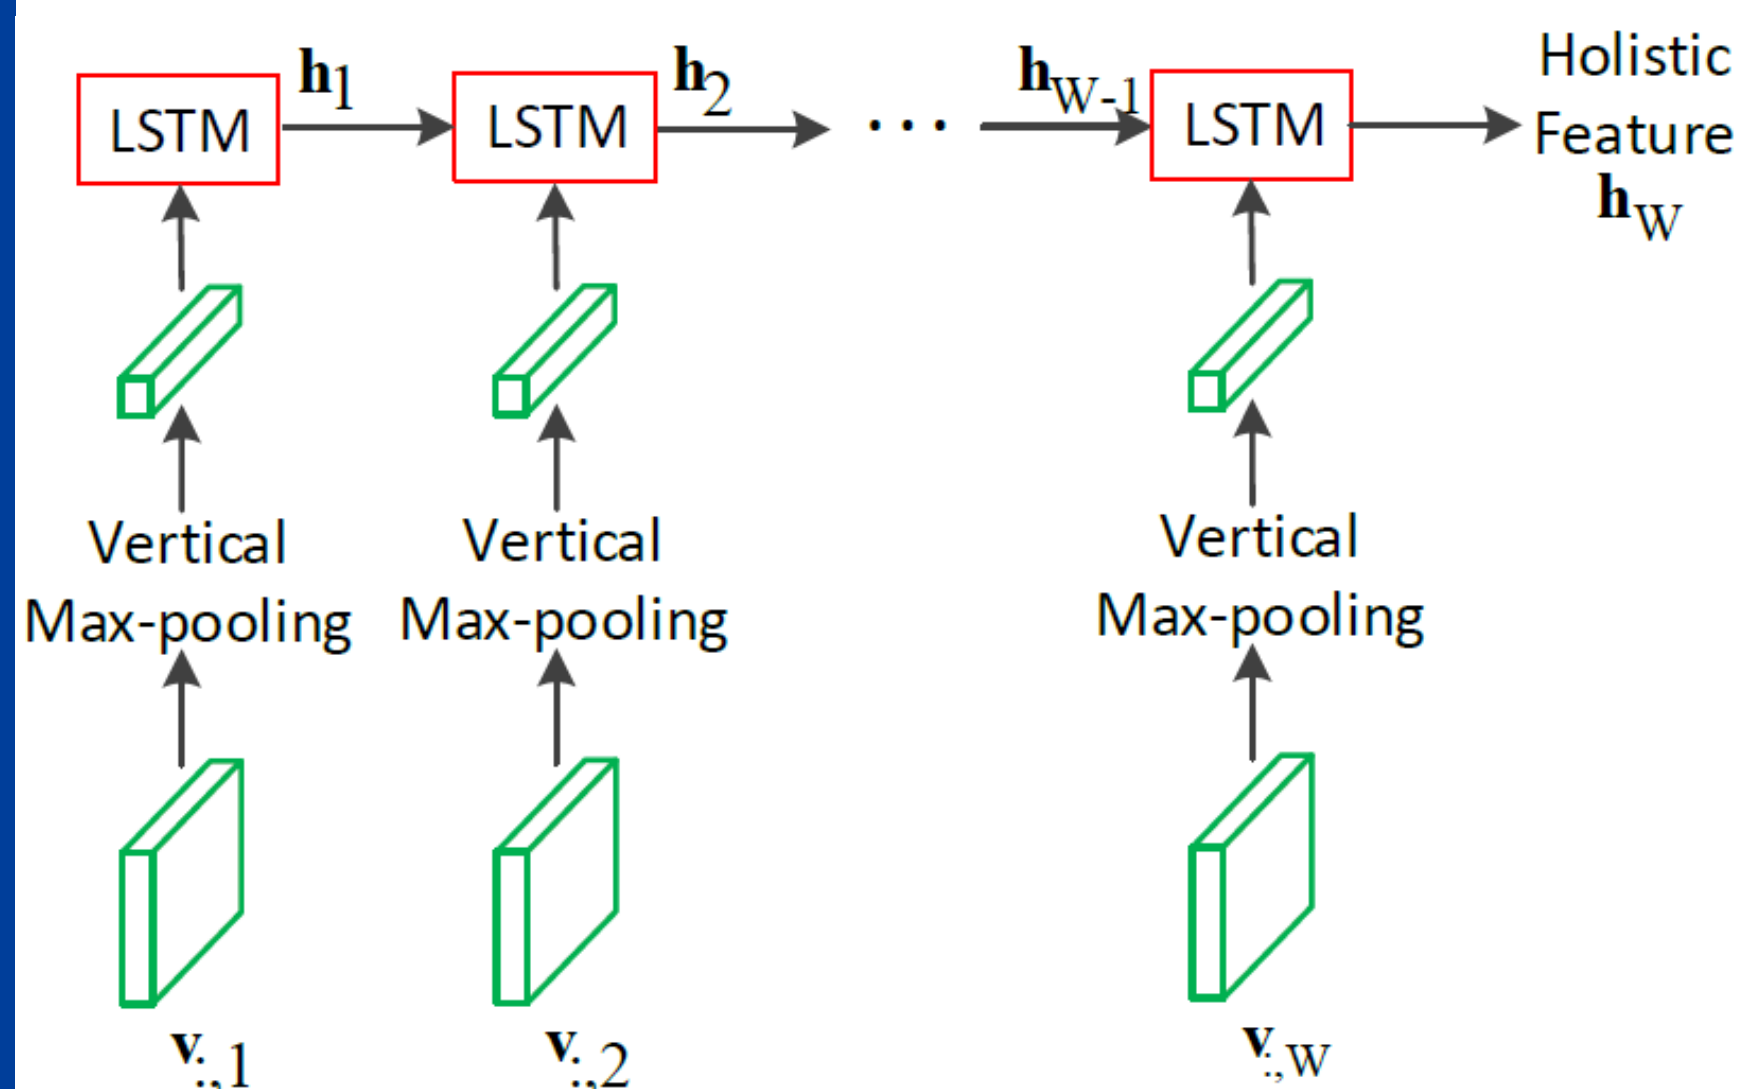 h1
h2
hW-1
LSTM
LSTM
· · ·
LSTM
Holistic
Feature
hW
Vertical
Max-pooling
Vertical
Max-pooling
Vertical
Max-pooling
v:,1
v:,2
v:,W